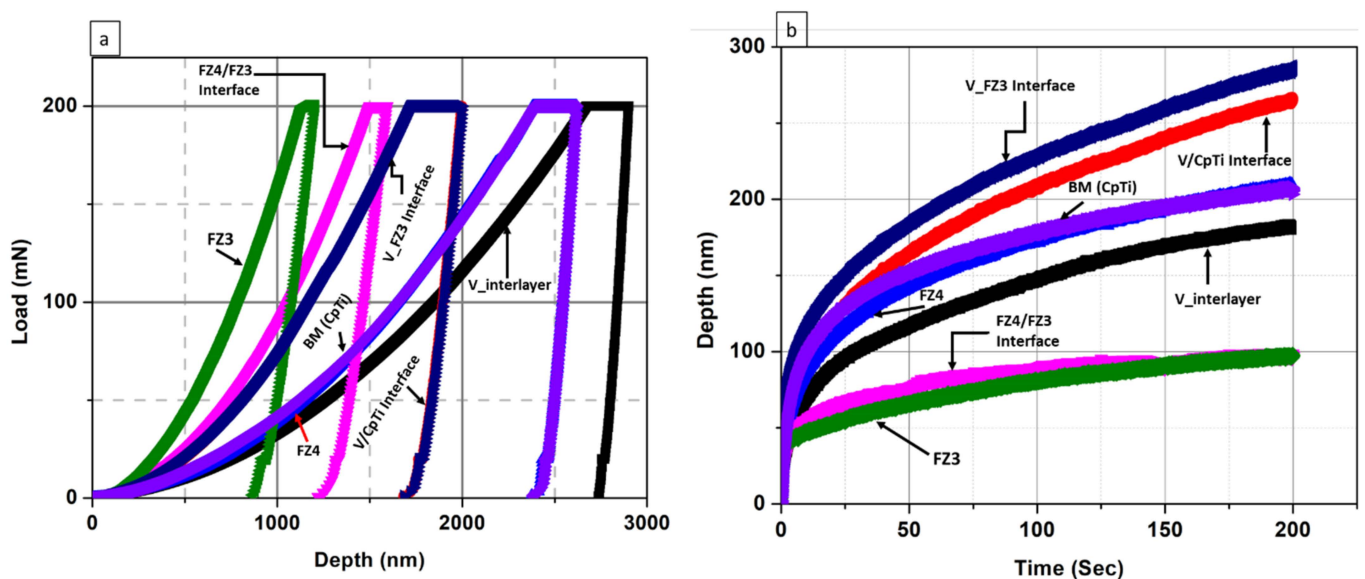 a
FZ4/FZ3
Interface
200
100
0
Load (mN)
FZ3
V_FZ3 Interface
BM (CpTi)
V_interlayer
V/CpTi Interface
FZ4
0
1000
2000
3000
Depth (nm)
b
300
200
100
0
Depth (nm)
V_FZ3 Interface
V/CpTi Interface
BM (CpTi)
FZ4
V_interlayer
FZ4/FZ3
Interface
FZ3
0
50
100
150
200
Time (Sec)